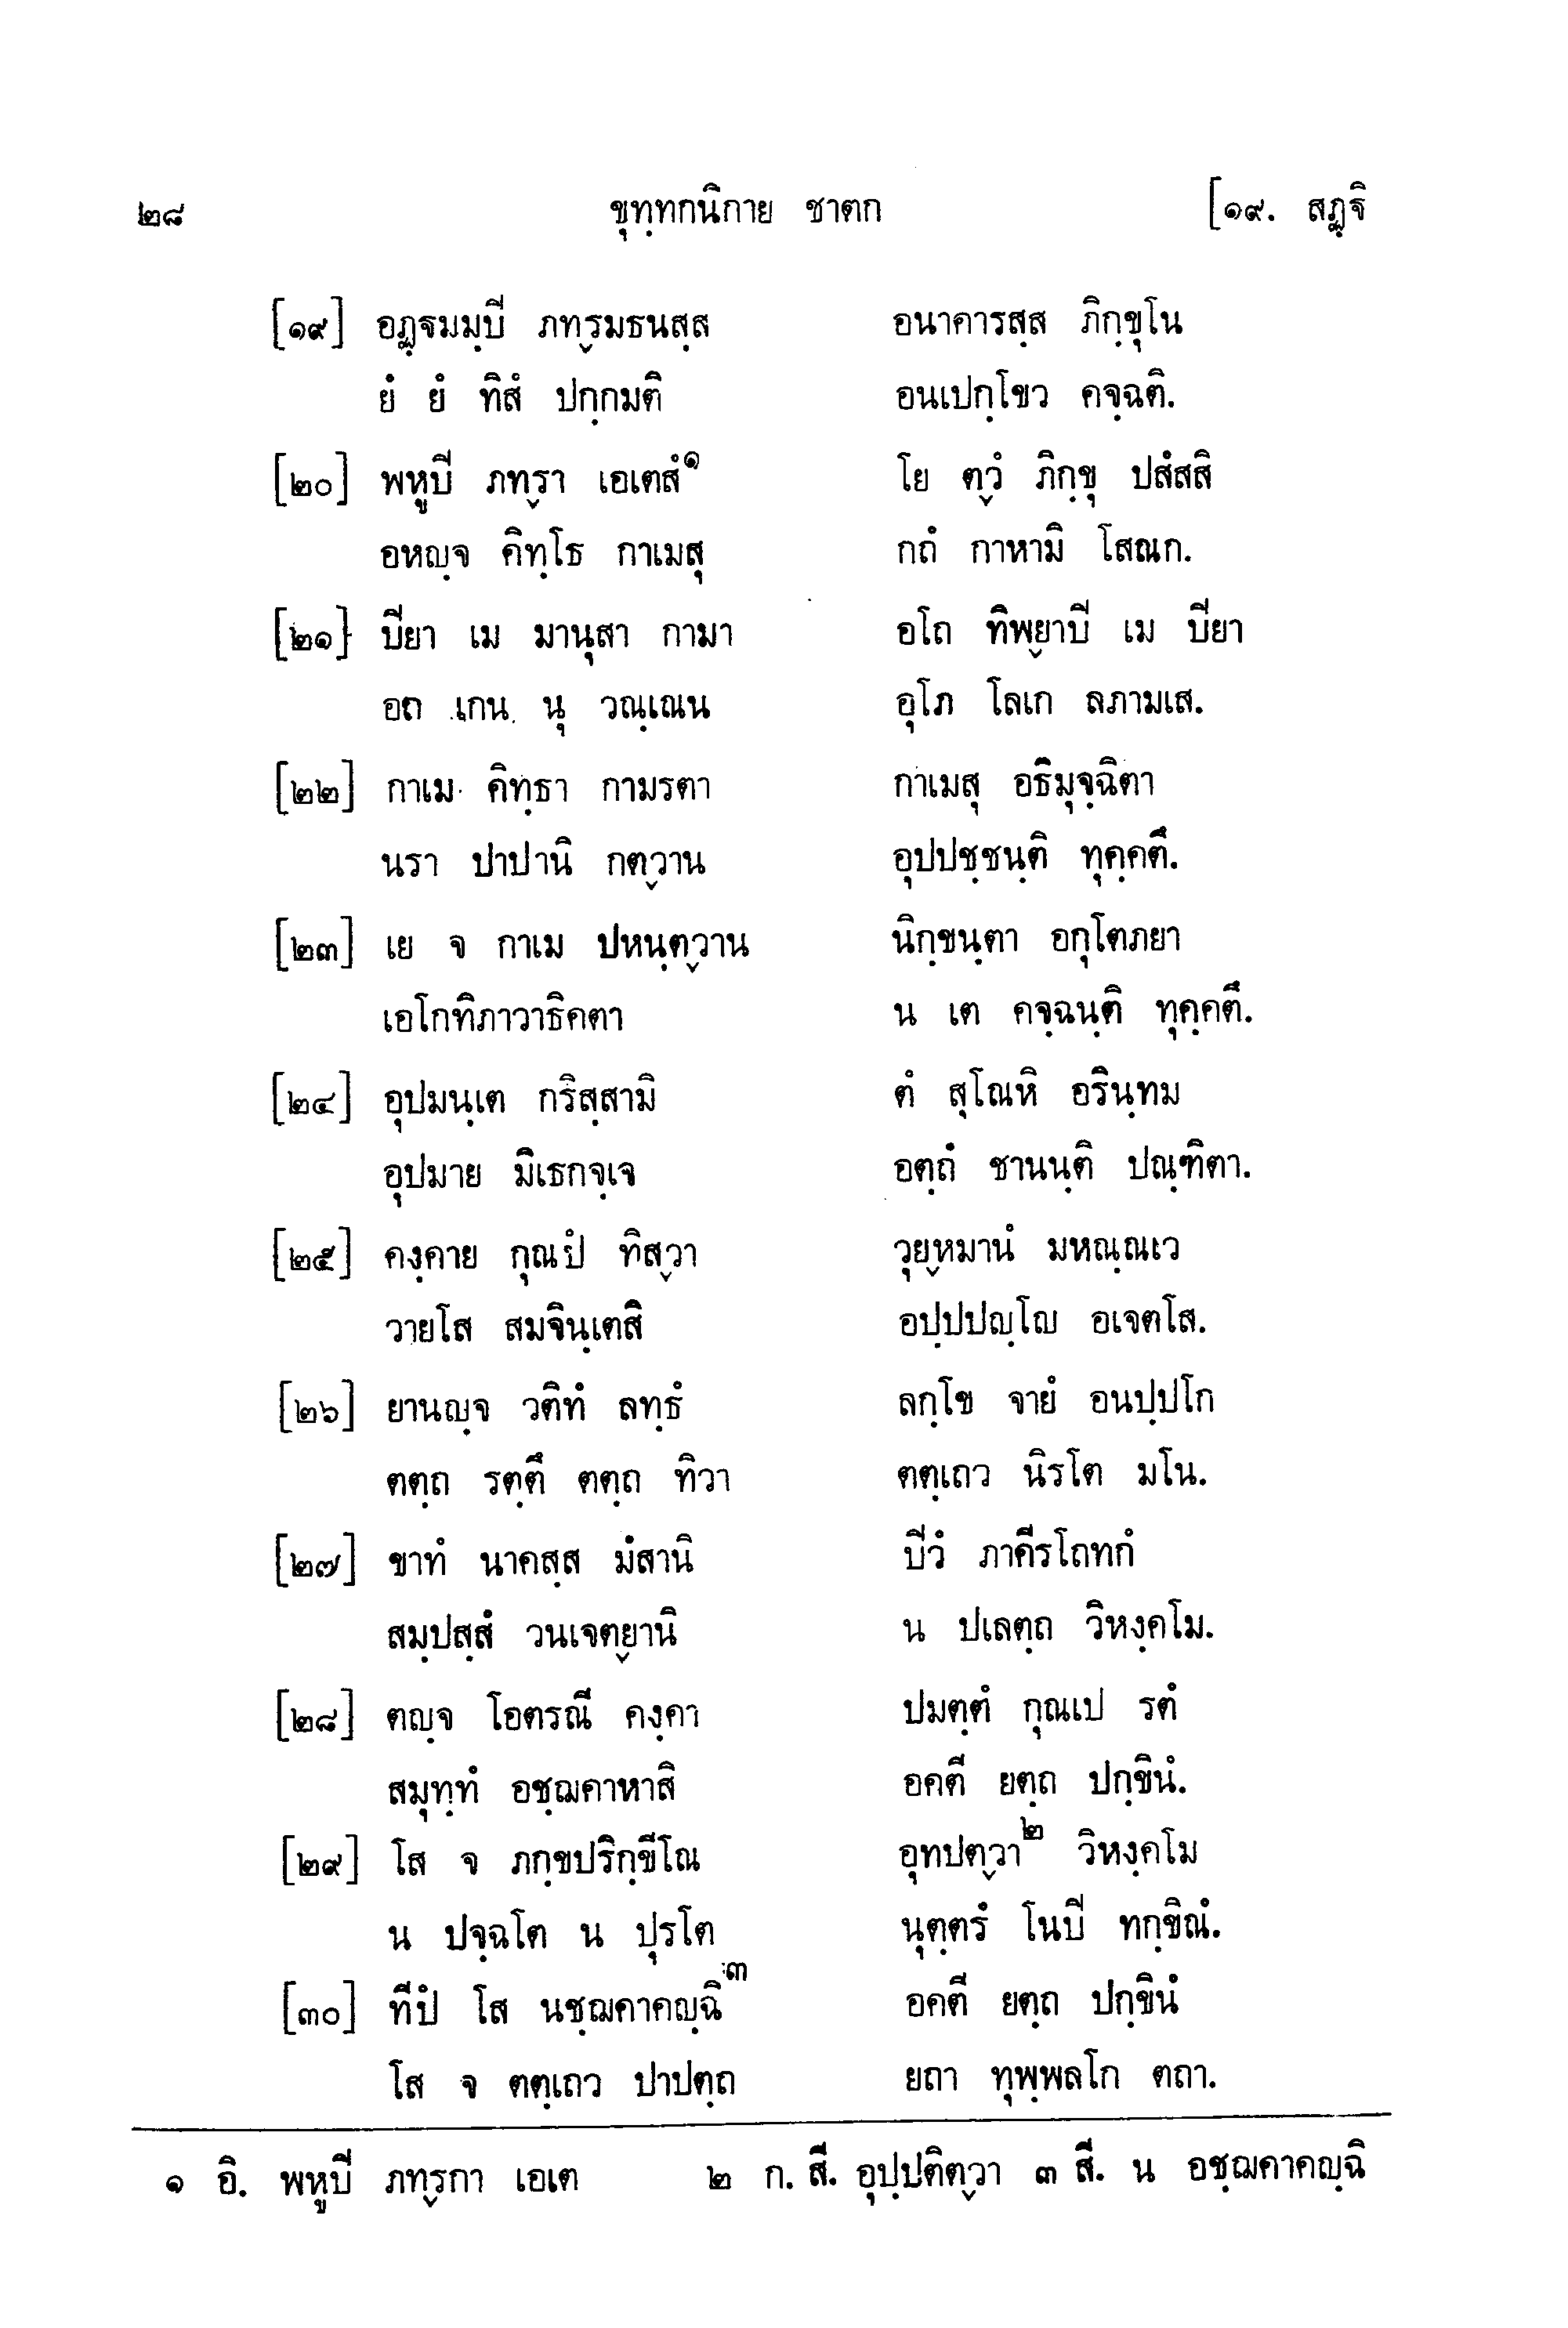 ๒๘ ขุทฺทกนิกาย ชาตก [๑๙. สฏฺฐิ
[๑๙] อฏฺฐมมฺปิ ภทฺรมธนสฺส อนาคารสฺส ภิกฺขุโน
ยํ ยํ ทิสํ ปกฺกมติ อนเปกฺโขว คจฺฉติ.
[๒๐] พหูปิ ภทฺรา เอเตสํ๑ โย ตฺวํ ภิกฺขุ ปสํสสิ
อหญฺจ คิทฺโธ กาเมสุ กถํ กาหามิ โสณก.
[๒๑] ปิยา เม มานุสา กามา อโถ ทิพฺยาปิ เม ปิยา
อถ เกน นุ วณฺเณน อุโภ โลเก ลภามเส.
[๒๒] กาเม คิทฺธา กามรตา กาเมสุ อธิมุจฺฉิตา
นรา ปาปานิ กตฺวาน อุปปชฺชนฺติ ทุคฺคตึ.
[๒๓] เย จ กาเม ปหนฺตฺวาน นิกฺขนฺตา อกุโตภยา
เอโกทิภาวาธิคตา น เต คจฺฉนฺติ ทุคฺคตึ.
[๒๔] อุปมนฺเต กริสฺสามิ ตํ สุโณหิ อรินฺทม
อุปมาย มิเธกจฺเจ อตฺถํ ชานนฺติ ปณฺฑิตา.
[๒๕] คงฺคาย กุณปํ ทิสฺวา วุยฺหมานํ มหณฺณเว
วายโส สมจินฺเตสิ อปฺปปญฺโญ อเจตโส.
[๒๖] ยานญฺจ วติทํ ลทฺธํ ลกฺโข จายํ อนปฺปโก
ตตฺถ รตฺตึ ตตฺถ ทิวา ตตฺเถว นิรโต มโน.
[๒๗] ขาทํ นาคสฺส มํสานิ ปิวํ ภาคีรโถทกํ
สมฺปสฺสํ วนเจตฺยานิ น ปเลตฺถ วิหงฺคโม.
[๒๘] ตญฺจ โอตรณี คงฺคา ปมตฺตํ กุณเป รตํ
สมุทฺทํ อชฺฌคาหาสิ อคตี ยตฺถ ปกฺขินํ.
[๒๙] โส จ ภกฺขปริกฺขีโณ อุทปตฺวา๒ วิหงฺคโม
น ปจฺฉโต น ปุรโต นุตฺตรํ โนปิ ทกฺขิณํ.
[๓๐] ทีปํ โส นชฺฌคาคญฺฉิ๓ อคตี ยตฺถ ปกฺขินํ
โส จ ตตฺเถว ปาปตฺถ ยถา ทุพฺพลโก ตถา.
๑ อิ. พหูปิ ภทฺรกา เอเต ๒ ก. สี. อุปฺปติตฺวา ๓ สี. น อชฺฌคาคญฺฉิ